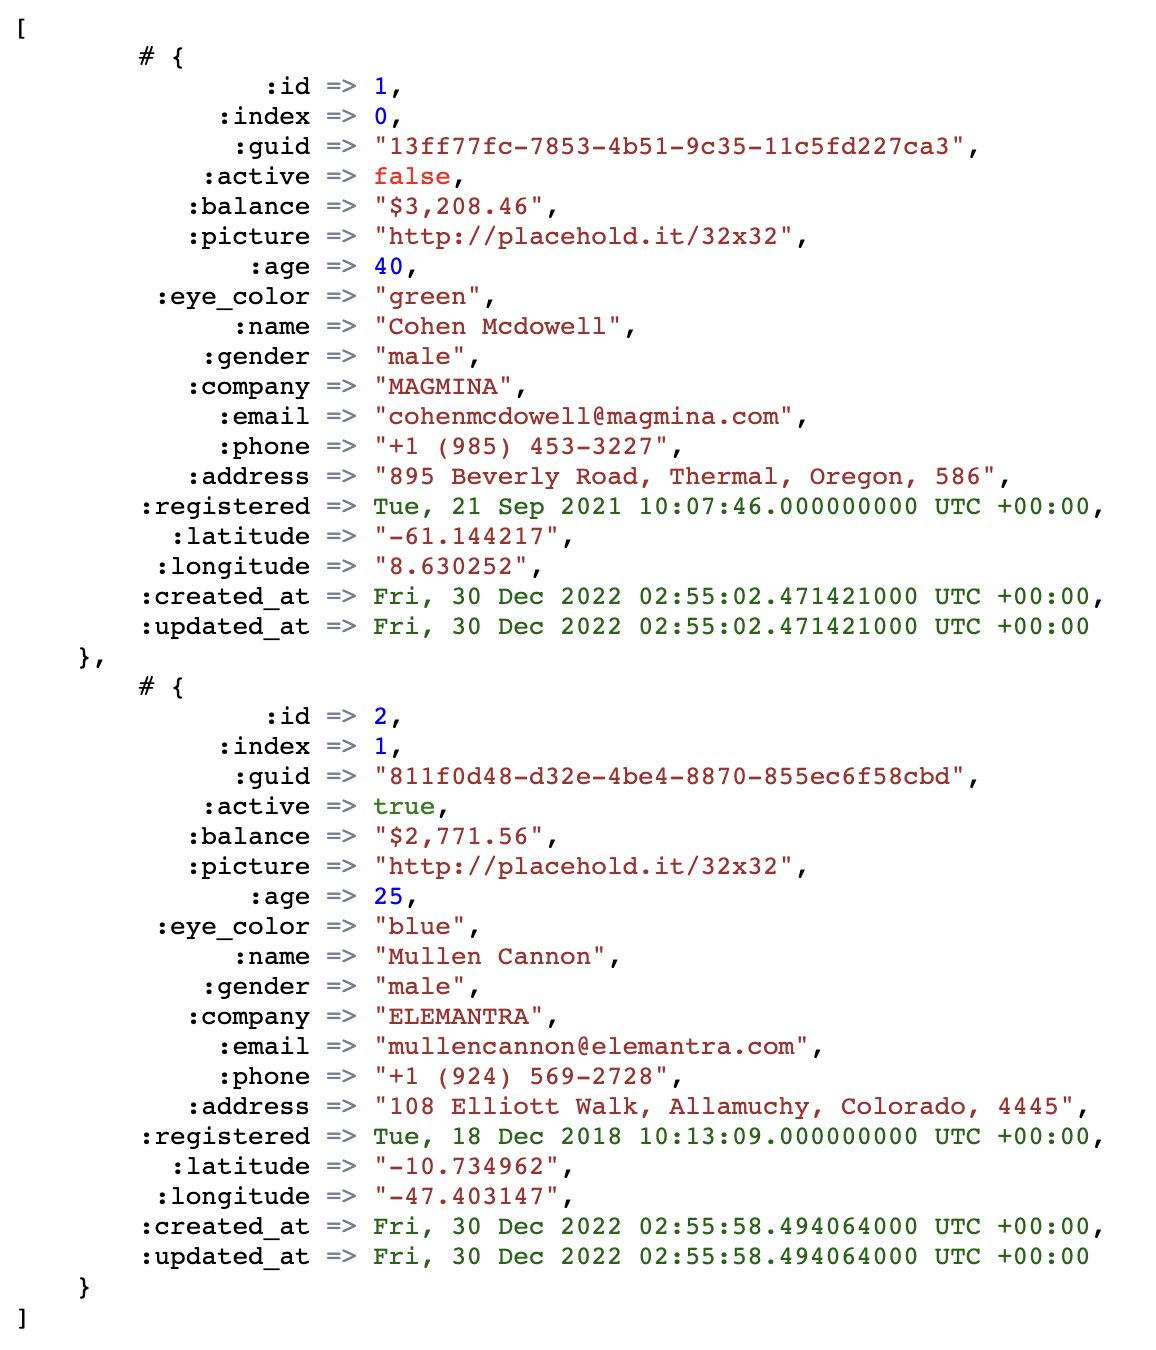 [
# {
:id => 1,
:index => 0,
:guid => "13ff77fc-7853-4b51-9c35-11c5fd227ca3",
:active => false,
:balance => "$3,208.46",
:picture => "http://placehold.it/32x32",
:age => 40,
:eye_color => "green",
:name => "Cohen Mcdowell",
:gender => "male",
:company => "MAGMINA",
:email => "cohenmcdowell@magmina.com",
:phone => "+1 (985) 453-3227",
:address => "895 Beverly Road, Thermal, Oregon, 586",
:registered => Tue, 21 Sep 2021 10:07:46.000000000 UTC +00:00,
:latitude => "-61.144217",
:longitude => "8.630252",
:created_at => Fri, 30 Dec 2022 02:55:02.471421000 UTC +00:00,
:updated_at => Fri, 30 Dec 2022 02:55:02.471421000 UTC +00:00
},
# {
:id => 2,
:index => 1,
:guid => "811f0d48-d32e-4be4-8870-855ec6f58cbd",
:active => true,
:balance => "$2,771.56",
:picture => "http://placehold.it/32x32",
:age => 25,
:eye_color => "blue",
:name => "Mullen Cannon",
:gender => "male",
:company => "ELEMANTRA",
:email => "mullencannon@elemantra.com",
:phone => "+1 (924) 569-2728",
:address => "108 Elliott Walk, Allamuchy, Colorado, 4445",
:registered => Tue, 18 Dec 2018 10:13:09.000000000 UTC +00:00,
:latitude => "-10.734962",
:longitude => "-47.403147",
:created_at => Fri, 30 Dec 2022 02:55:58.494064000 UTC +00:00,
:updated_at => Fri, 30 Dec 2022 02:55:58.494064000 UTC +00:00
}
]